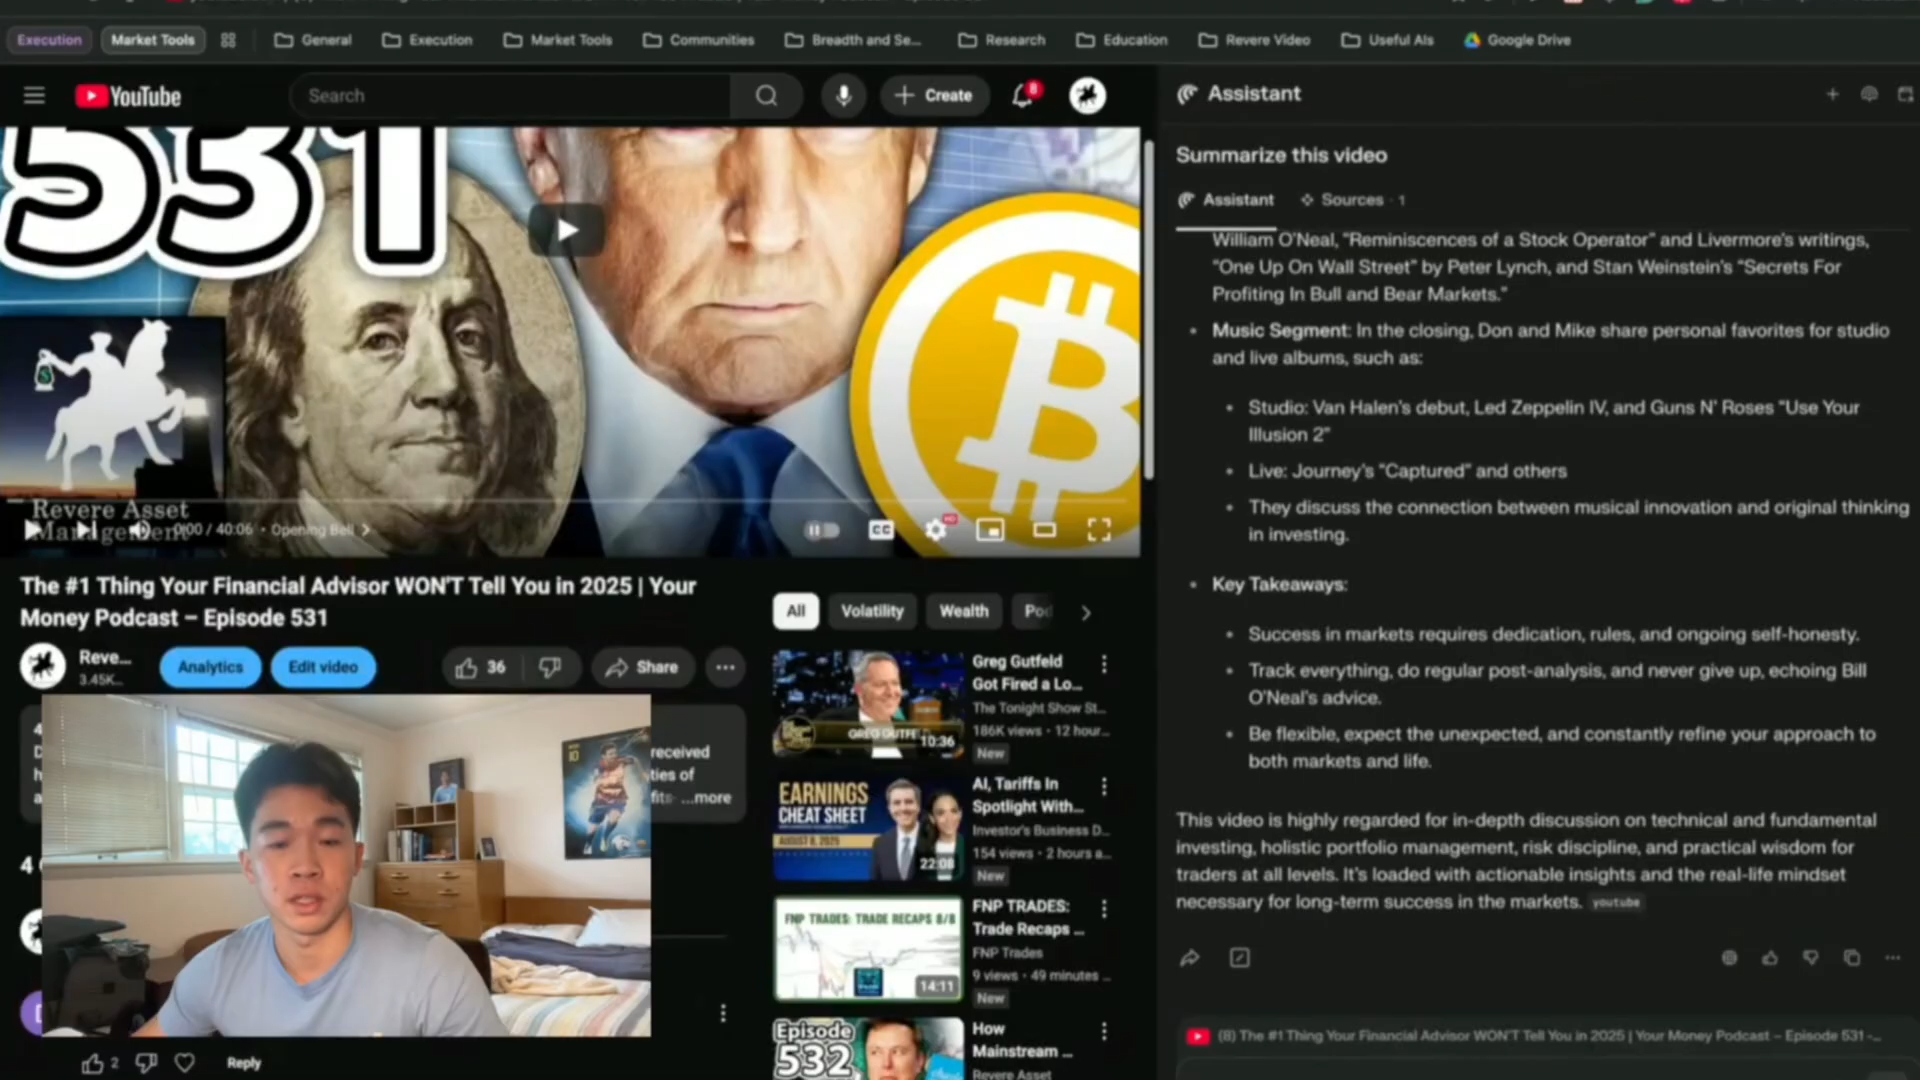 Execution
Market Tools
General
Execution
Market Tools
Communities
Breadth and Se...
Research
Education
Revere Video
Useful AIs
Google Drive
YouTube
Search
Create
8
531
Revere Asset
Management
0:00 / 40:06 • Opening Bell
CC
HD
The #1 Thing Your Financial Advisor WON'T Tell You in 2025 | Your
Money Podcast – Episode 531
Reve...
3.45K...
Analytics
Edit video
36
Share
received
ties of
fits- ...more
10
2
Reply
All
Volatility
Wealth
Pod
Greg Gutfeld
Got Fired a Lo...
The Tonight Show St...
186K views • 12 hour...
New
10:36
AI, Tariffs In
Spotlight With...
Investor's Business D...
154 views • 2 hours a...
New
EARNINGS
CHEAT SHEET
AUGUST 8, 2025
22:08
FNP TRADES:
Trade Recaps ...
FNP Trades
9 views • 49 minutes ...
New
FNP TRADES: TRADE RECAPS 8/8
14:11
How
Mainstream ...
Revere Asset
Episode
532
Assistant
Summarize this video
Assistant
Sources · 1
William O'Neal, "Reminiscences of a Stock Operator" and Livermore's writings,
"One Up On Wall Street" by Peter Lynch, and Stan Weinstein's "Secrets For
Profiting In Bull and Bear Markets."
• Music Segment: In the closing, Don and Mike share personal favorites for studio
and live albums, such as:
• Studio: Van Halen's debut, Led Zeppelin IV, and Guns N' Roses "Use Your
Illusion 2"
• Live: Journey's "Captured" and others
• They discuss the connection between musical innovation and original thinking
in investing.
• Key Takeaways:
• Success in markets requires dedication, rules, and ongoing self-honesty.
• Track everything, do regular post-analysis, and never give up, echoing Bill
O'Neal's advice.
• Be flexible, expect the unexpected, and constantly refine your approach to
both markets and life.
This video is highly regarded for in-depth discussion on technical and fundamental
investing, holistic portfolio management, risk discipline, and practical wisdom for
traders at all levels. It's loaded with actionable insights and the real-life mindset
necessary for long-term success in the markets. youtube
(8) The #1 Thing Your Financial Advisor WON'T Tell You in 2025 | Your Money Podcast – Episode 531 -...